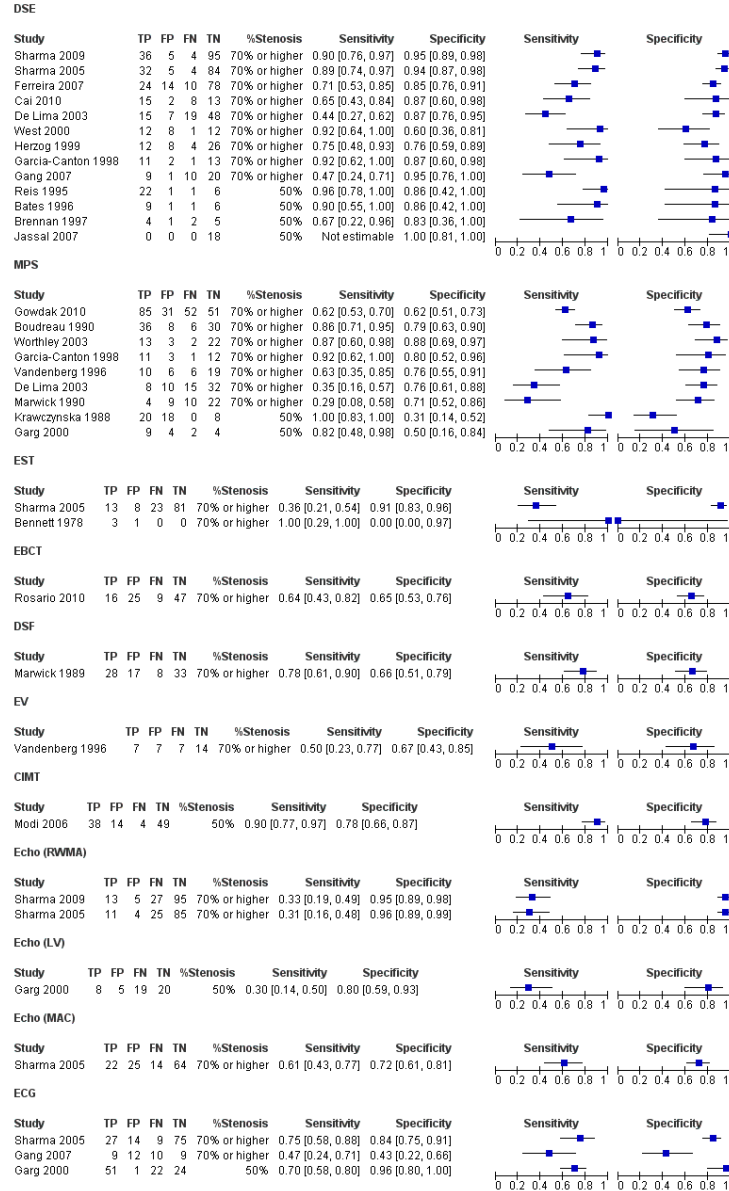 DSE
Study TP FP FN TN %Stenosis Sensitivity Specificity Sensitivity Specificity
Sharma 2009 36 5 4 95 70% or higher 0.90 [0.76, 0.97] 0.95 [0.89, 0.98]
Sharma 2005 32 5 4 84 70% or higher 0.89 [0.74, 0.97] 0.94 [0.87, 0.98]
Ferreira 2007 24 14 10 78 70% or higher 0.71 [0.53, 0.85] 0.85 [0.76, 0.91]
Cai 2010 15 2 8 13 70% or higher 0.65 [0.43, 0.84] 0.87 [0.60, 0.98]
De Lima 2003 15 7 19 48 70% or higher 0.44 [0.27, 0.62] 0.87 [0.76, 0.95]
West 2000 12 8 1 12 70% or higher 0.92 [0.64, 1.00] 0.60 [0.36, 0.81]
Herzog 1999 12 8 4 26 70% or higher 0.75 [0.48, 0.93] 0.76 [0.59, 0.89]
Garcia-Canton 1998 11 2 1 13 70% or higher 0.92 [0.62, 1.00] 0.87 [0.60, 0.98]
Gang 2007 9 1 10 20 70% or higher 0.47 [0.24, 0.71] 0.95 [0.76, 1.00]
Reis 1995 22 1 1 6 50% 0.96 [0.78, 1.00] 0.86 [0.42, 1.00]
Bates 1996 9 1 1 6 50% 0.90 [0.55, 1.00] 0.86 [0.42, 1.00]
Brennan 1997 4 1 2 5 50% 0.67 [0.22, 0.96] 0.83 [0.36, 1.00]
Jassal 2007 0 0 0 18 50% Not estimable 1.00 [0.81, 1.00]
0 0.2 0.4 0.6 0.8 1 0 0.2 0.4 0.6 0.8 1
MPS
Study TP FP FN TN %Stenosis Sensitivity Specificity Sensitivity Specificity
Gowdak 2010 85 31 52 51 70% or higher 0.62 [0.53, 0.70] 0.62 [0.51, 0.73]
Boudreau 1990 36 8 6 30 70% or higher 0.86 [0.71, 0.95] 0.79 [0.63, 0.90]
Worthley 2003 13 3 2 22 70% or higher 0.87 [0.60, 0.98] 0.88 [0.69, 0.97]
Garcia-Canton 1998 11 3 1 12 70% or higher 0.92 [0.62, 1.00] 0.80 [0.52, 0.96]
Vandenberg 1996 10 6 6 19 70% or higher 0.63 [0.35, 0.85] 0.76 [0.55, 0.91]
De Lima 2003 8 10 15 32 70% or higher 0.35 [0.16, 0.57] 0.76 [0.61, 0.88]
Marwick 1990 4 9 10 22 70% or higher 0.29 [0.08, 0.58] 0.71 [0.52, 0.86]
Krawczynska 1988 20 18 0 8 50% 1.00 [0.83, 1.00] 0.31 [0.14, 0.52]
Garg 2000 9 4 2 4 50% 0.82 [0.48, 0.98] 0.50 [0.16, 0.84]
0 0.2 0.4 0.6 0.8 1 0 0.2 0.4 0.6 0.8 1
EST
Study TP FP FN TN %Stenosis Sensitivity Specificity Sensitivity Specificity
Sharma 2005 13 8 23 81 70% or higher 0.36 [0.21, 0.54] 0.91 [0.83, 0.96]
Bennett 1978 3 1 0 0 70% or higher 1.00 [0.29, 1.00] 0.00 [0.00, 0.97]
0 0.2 0.4 0.6 0.8 1 0 0.2 0.4 0.6 0.8 1
EBCT
Study TP FP FN TN %Stenosis Sensitivity Specificity Sensitivity Specificity
Rosario 2010 16 25 9 47 70% or higher 0.64 [0.43, 0.82] 0.65 [0.53, 0.76]
0 0.2 0.4 0.6 0.8 1 0 0.2 0.4 0.6 0.8 1
DSF
Study TP FP FN TN %Stenosis Sensitivity Specificity Sensitivity Specificity
Marwick 1989 28 17 8 33 70% or higher 0.78 [0.61, 0.90] 0.66 [0.51, 0.79]
0 0.2 0.4 0.6 0.8 1 0 0.2 0.4 0.6 0.8 1
EV
Study TP FP FN TN %Stenosis Sensitivity Specificity Sensitivity Specificity
Vandenberg 1996 7 7 7 14 70% or higher 0.50 [0.23, 0.77] 0.67 [0.43, 0.85]
0 0.2 0.4 0.6 0.8 1 0 0.2 0.4 0.6 0.8 1
CIMT
Study TP FP FN TN %Stenosis Sensitivity Specificity Sensitivity Specificity
Modi 2006 38 14 4 49 50% 0.90 [0.77, 0.97] 0.78 [0.66, 0.87]
0 0.2 0.4 0.6 0.8 1 0 0.2 0.4 0.6 0.8 1
Echo (RWMA)
Study TP FP FN TN %Stenosis Sensitivity Specificity Sensitivity Specificity
Sharma 2009 13 5 27 95 70% or higher 0.33 [0.19, 0.49] 0.95 [0.89, 0.98]
Sharma 2005 11 4 25 85 70% or higher 0.31 [0.16, 0.48] 0.96 [0.89, 0.99]
0 0.2 0.4 0.6 0.8 1 0 0.2 0.4 0.6 0.8 1
Echo (LV)
Study TP FP FN TN %Stenosis Sensitivity Specificity Sensitivity Specificity
Garg 2000 8 5 19 20 50% 0.30 [0.14, 0.50] 0.80 [0.59, 0.93]
0 0.2 0.4 0.6 0.8 1 0 0.2 0.4 0.6 0.8 1
Echo (MAC)
Study TP FP FN TN %Stenosis Sensitivity Specificity Sensitivity Specificity
Sharma 2005 22 25 14 64 70% or higher 0.61 [0.43, 0.77] 0.72 [0.61, 0.81]
0 0.2 0.4 0.6 0.8 1 0 0.2 0.4 0.6 0.8 1
ECG
Study TP FP FN TN %Stenosis Sensitivity Specificity Sensitivity Specificity
Sharma 2005 27 14 9 75 70% or higher 0.75 [0.58, 0.88] 0.84 [0.75, 0.91]
Gang 2007 9 12 10 9 70% or higher 0.47 [0.24, 0.71] 0.43 [0.22, 0.66]
Garg 2000 51 1 22 24 50% 0.70 [0.58, 0.80] 0.96 [0.80, 1.00]
0 0.2 0.4 0.6 0.8 1 0 0.2 0.4 0.6 0.8 1